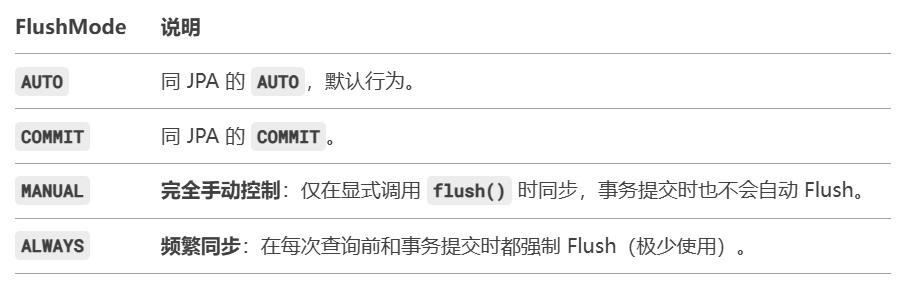 FlushMode 说明
AUTO 同 JPA 的 AUTO，默认行为。
COMMIT 同 JPA 的 COMMIT。
MANUAL 完全手动控制：仅在显式调用 flush() 时同步，事务提交时也不会自动 Flush。
ALWAYS 频繁同步：在每次查询前和事务提交时都强制 Flush（极少使用）。